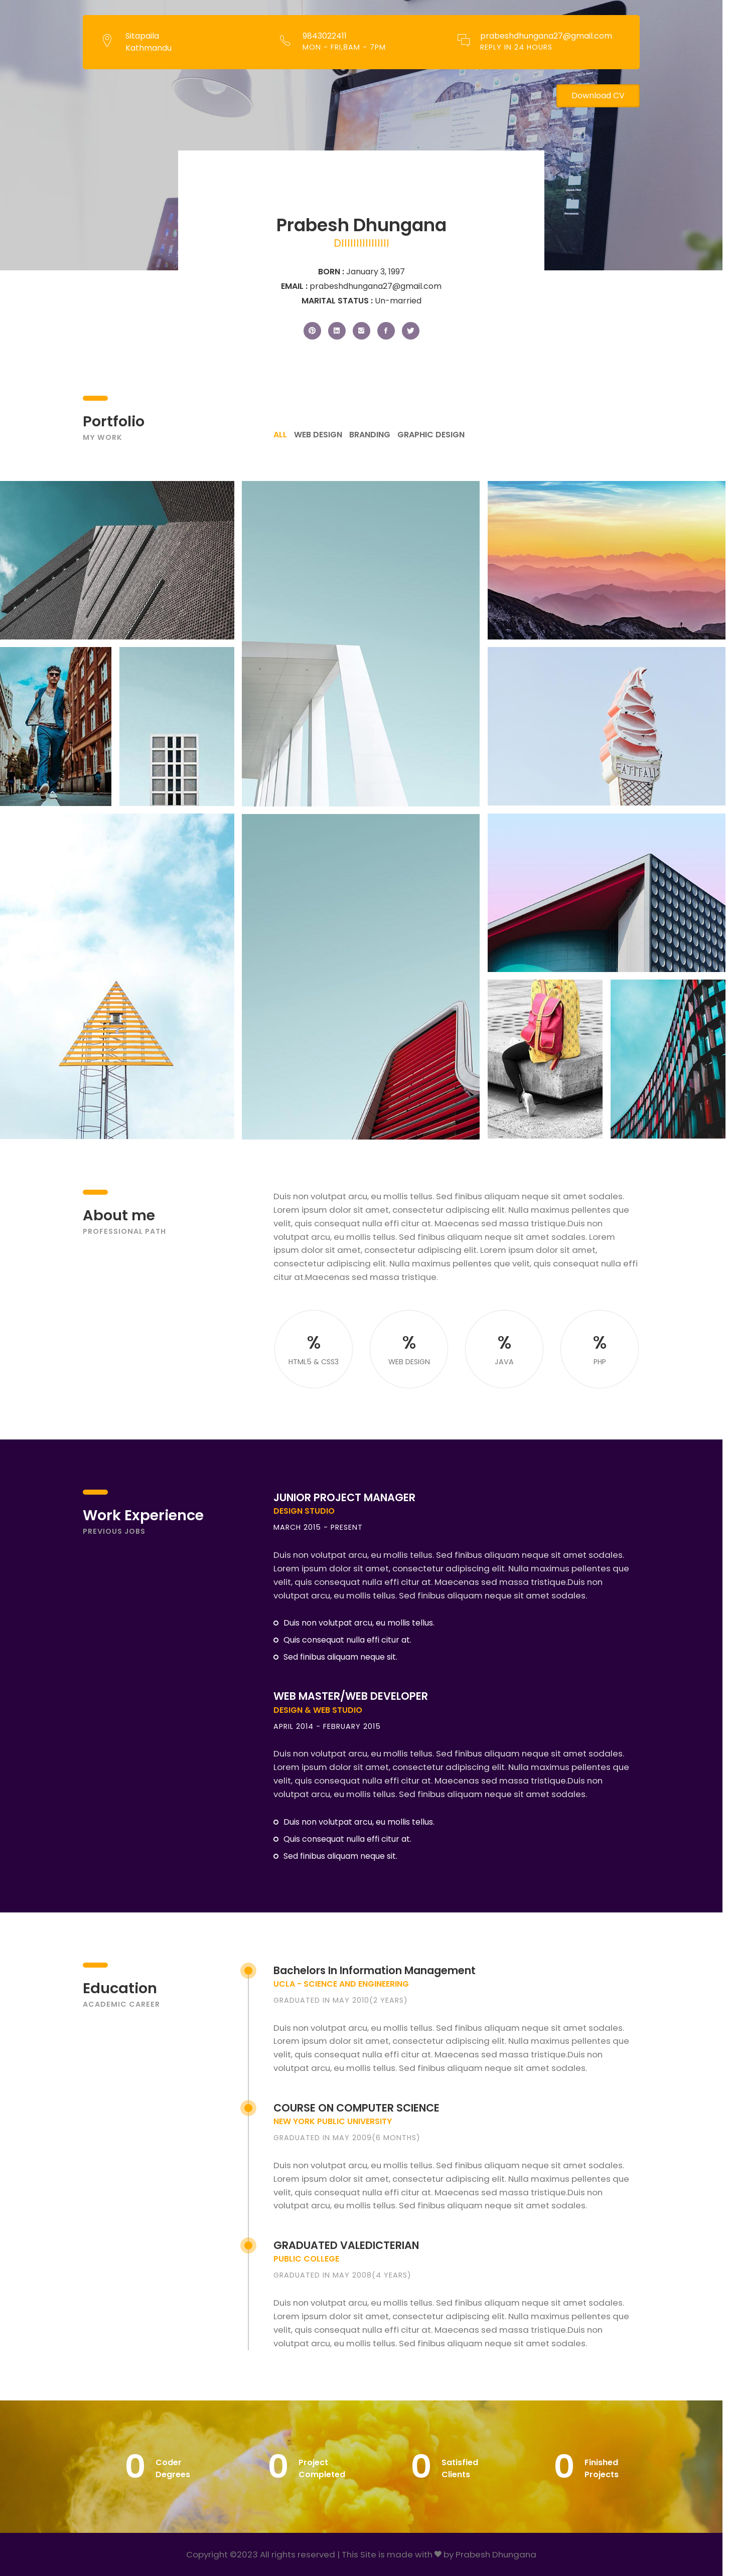 Sitapaila
Kathmandu
9843022411
MON - FRI,8AM - 7PM
prabeshdhungana27@gmail.com
REPLY IN 24 HOURS
Download CV
Prabesh Dhungana
BORN : January 3, 1997
EMAIL : prabeshdhungana27@gmail.com
MARITAL STATUS : Un-married
Portfolio
MY WORK
ALL WEB DESIGN BRANDING GRAPHIC DESIGN
EATITALL
About me
PROFESSIONAL PATH
Duis non volutpat arcu, eu mollis tellus. Sed finibus aliquam neque sit amet sodales.
Lorem ipsum dolor sit amet, consectetur adipiscing elit. Nulla maximus pellentes que
velit, quis consequat nulla effi citur at. Maecenas sed massa tristique.Duis non
volutpat arcu, eu mollis tellus. Sed finibus aliquam neque sit amet sodales. Lorem
ipsum dolor sit amet, consectetur adipiscing elit. Lorem ipsum dolor sit amet,
consectetur adipiscing elit. Nulla maximus pellentes que velit, quis consequat nulla effi
citur at.Maecenas sed massa tristique.
%
HTML5 & CSS3
%
WEB DESIGN
%
JAVA
%
PHP
Work Experience
PREVIOUS JOBS
JUNIOR PROJECT MANAGER
DESIGN STUDIO
MARCH 2015 - PRESENT
Duis non volutpat arcu, eu mollis tellus. Sed finibus aliquam neque sit amet sodales.
Lorem ipsum dolor sit amet, consectetur adipiscing elit. Nulla maximus pellentes que
velit, quis consequat nulla effi citur at. Maecenas sed massa tristique.Duis non
volutpat arcu, eu mollis tellus. Sed finibus aliquam neque sit amet sodales.
Duis non volutpat arcu, eu mollis tellus.
Quis consequat nulla effi citur at.
Sed finibus aliquam neque sit.
WEB MASTER/WEB DEVELOPER
DESIGN & WEB STUDIO
APRIL 2014 - FEBRUARY 2015
Duis non volutpat arcu, eu mollis tellus. Sed finibus aliquam neque sit amet sodales.
Lorem ipsum dolor sit amet, consectetur adipiscing elit. Nulla maximus pellentes que
velit, quis consequat nulla effi citur at. Maecenas sed massa tristique.Duis non
volutpat arcu, eu mollis tellus. Sed finibus aliquam neque sit amet sodales.
Duis non volutpat arcu, eu mollis tellus.
Quis consequat nulla effi citur at.
Sed finibus aliquam neque sit.
Education
ACADEMIC CAREER
Bachelors In Information Management
UCLA - SCIENCE AND ENGINEERING
GRADUATED IN MAY 2010(2 YEARS)
Duis non volutpat arcu, eu mollis tellus. Sed finibus aliquam neque sit amet sodales.
Lorem ipsum dolor sit amet, consectetur adipiscing elit. Nulla maximus pellentes que
velit, quis consequat nulla effi citur at. Maecenas sed massa tristique.Duis non
volutpat arcu, eu mollis tellus. Sed finibus aliquam neque sit amet sodales.
COURSE ON COMPUTER SCIENCE
NEW YORK PUBLIC UNIVERSITY
GRADUATED IN MAY 2009(6 MONTHS)
Duis non volutpat arcu, eu mollis tellus. Sed finibus aliquam neque sit amet sodales.
Lorem ipsum dolor sit amet, consectetur adipiscing elit. Nulla maximus pellentes que
velit, quis consequat nulla effi citur at. Maecenas sed massa tristique.Duis non
volutpat arcu, eu mollis tellus. Sed finibus aliquam neque sit amet sodales.
GRADUATED VALEDICTERIAN
PUBLIC COLLEGE
GRADUATED IN MAY 2008(4 YEARS)
Duis non volutpat arcu, eu mollis tellus. Sed finibus aliquam neque sit amet sodales.
Lorem ipsum dolor sit amet, consectetur adipiscing elit. Nulla maximus pellentes que
velit, quis consequat nulla effi citur at. Maecenas sed massa tristique.Duis non
volutpat arcu, eu mollis tellus. Sed finibus aliquam neque sit amet sodales.
0 Coder
Degrees
0 Project
Completed
0 Satisfied
Clients
0 Finished
Projects
Copyright ©2023 All rights reserved | This Site is made with ♥ by Prabesh Dhungana